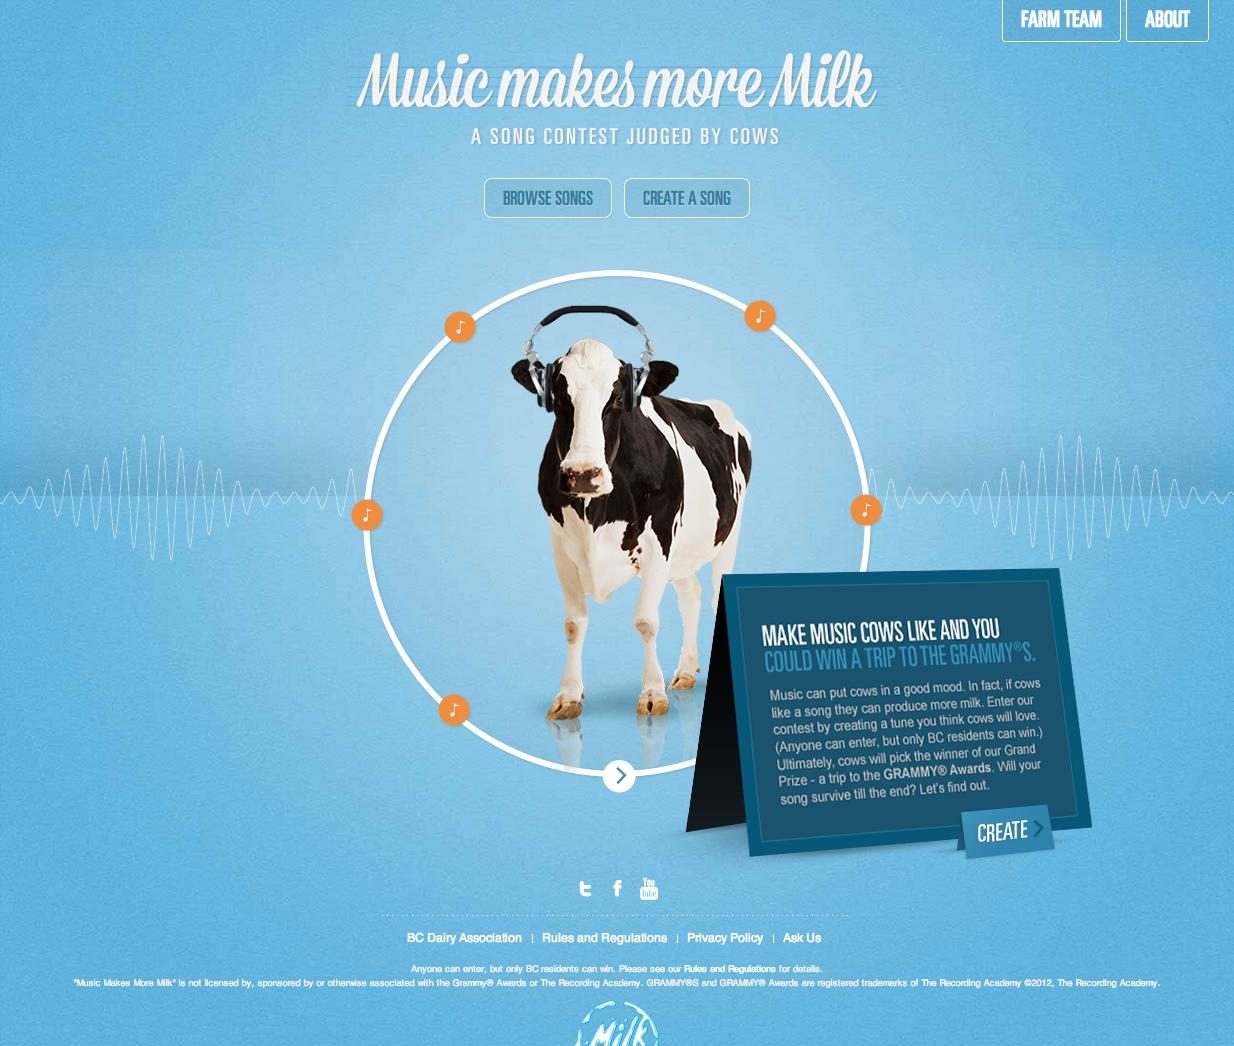 FARM TEAM
ABOUT
Music makes more Milk
A SONG CONTEST JUDGED BY COWS
BROWSE SONGS
CREATE A SONG
MAKE MUSIC COWS LIKE AND YOU
COULD WIN A TRIP TO THE GRAMMY®S.
Music can put cows in a good mood. In fact, if cows
like a song they can produce more milk. Enter our
contest by creating a tune you think cows will love.
(Anyone can enter, but only BC residents can win.)
Ultimately, cows will pick the winner of our Grand
Prize - a trip to the GRAMMY® Awards. Will your
song survive till the end? Let's find out.
CREATE
You Tube
BC Dairy Association | Rules and Regulations | Privacy Policy | Ask Us
Anyone can enter, but only BC residents can win. Please see our Rules and Regulations for details.
"Music Makes More Milk" is not licensed by, sponsored by or otherwise associated with the Grammy® Awards or The Recording Academy. GRAMMY®S and GRAMMY® Awards are registered trademarks of The Recording Academy ©2012, The Recording Academy.
Milk